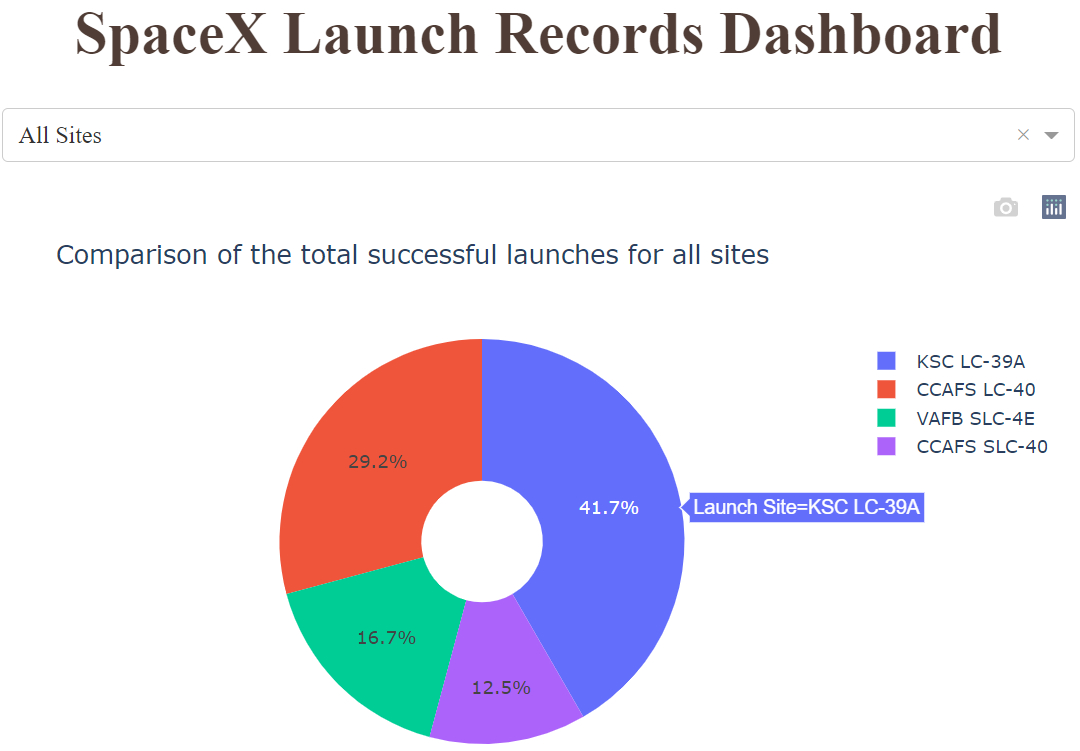 SpaceX Launch Records Dashboard
All Sites
Comparison of the total successful launches for all sites
KSC LC-39A
CCAFS LC-40
VAFB SLC-4E
CCAFS SLC-40
29.2%
41.7%
Launch Site=KSC LC-39A
16.7%
12.5%